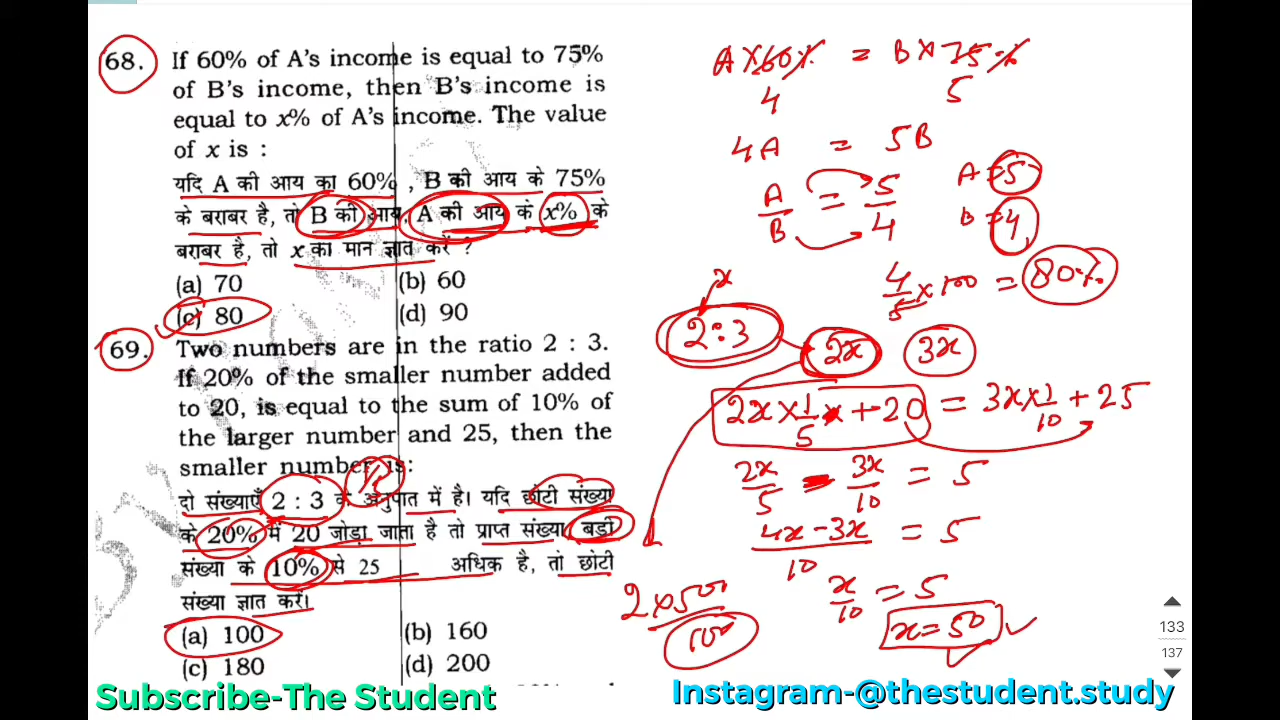 68. If 60% of A's income is equal to 75%
of B's income, then B's income is
equal to x% of A's income. The value
of x is :
यदि A की आय का 60% , B की आय के 75%
के बराबर है, तो B की आय, A की आय के x% के
बराबर है, तो x का मान ज्ञात करें ?
(a) 70 (b) 60
(c) 80 (d) 90
69. Two numbers are in the ratio 2 : 3.
If 20% of the smaller number added
to 20, is equal to the sum of 10% of
the larger number and 25, then the
smaller number is:
दो संख्याएँ 2 : 3 के अनुपात में है। यदि छोटी संख्या
के 20% में 20 जोड़ा जाता है तो प्राप्त संख्या बडी
संख्या के 10% से 25 अधिक है, तो छोटी
संख्या ज्ञात करें।
(a) 100 (b) 160
(c) 180 (d) 200
A × 60% = B × 75%
4 5
4A = 5B
A/B = 5/4 A = 5
B = 4
4/5 × 100 = 80%
x
2 : 3 2x 3x
2x × 1/5 + 20 = 3x × 1/10 + 25
2x/5 - 3x/10 = 5
4x - 3x/10 = 5
x/10 = 5
2 × 50
100
x = 50
133
137
Subscribe-The Student
Instagram-@thestudent.study